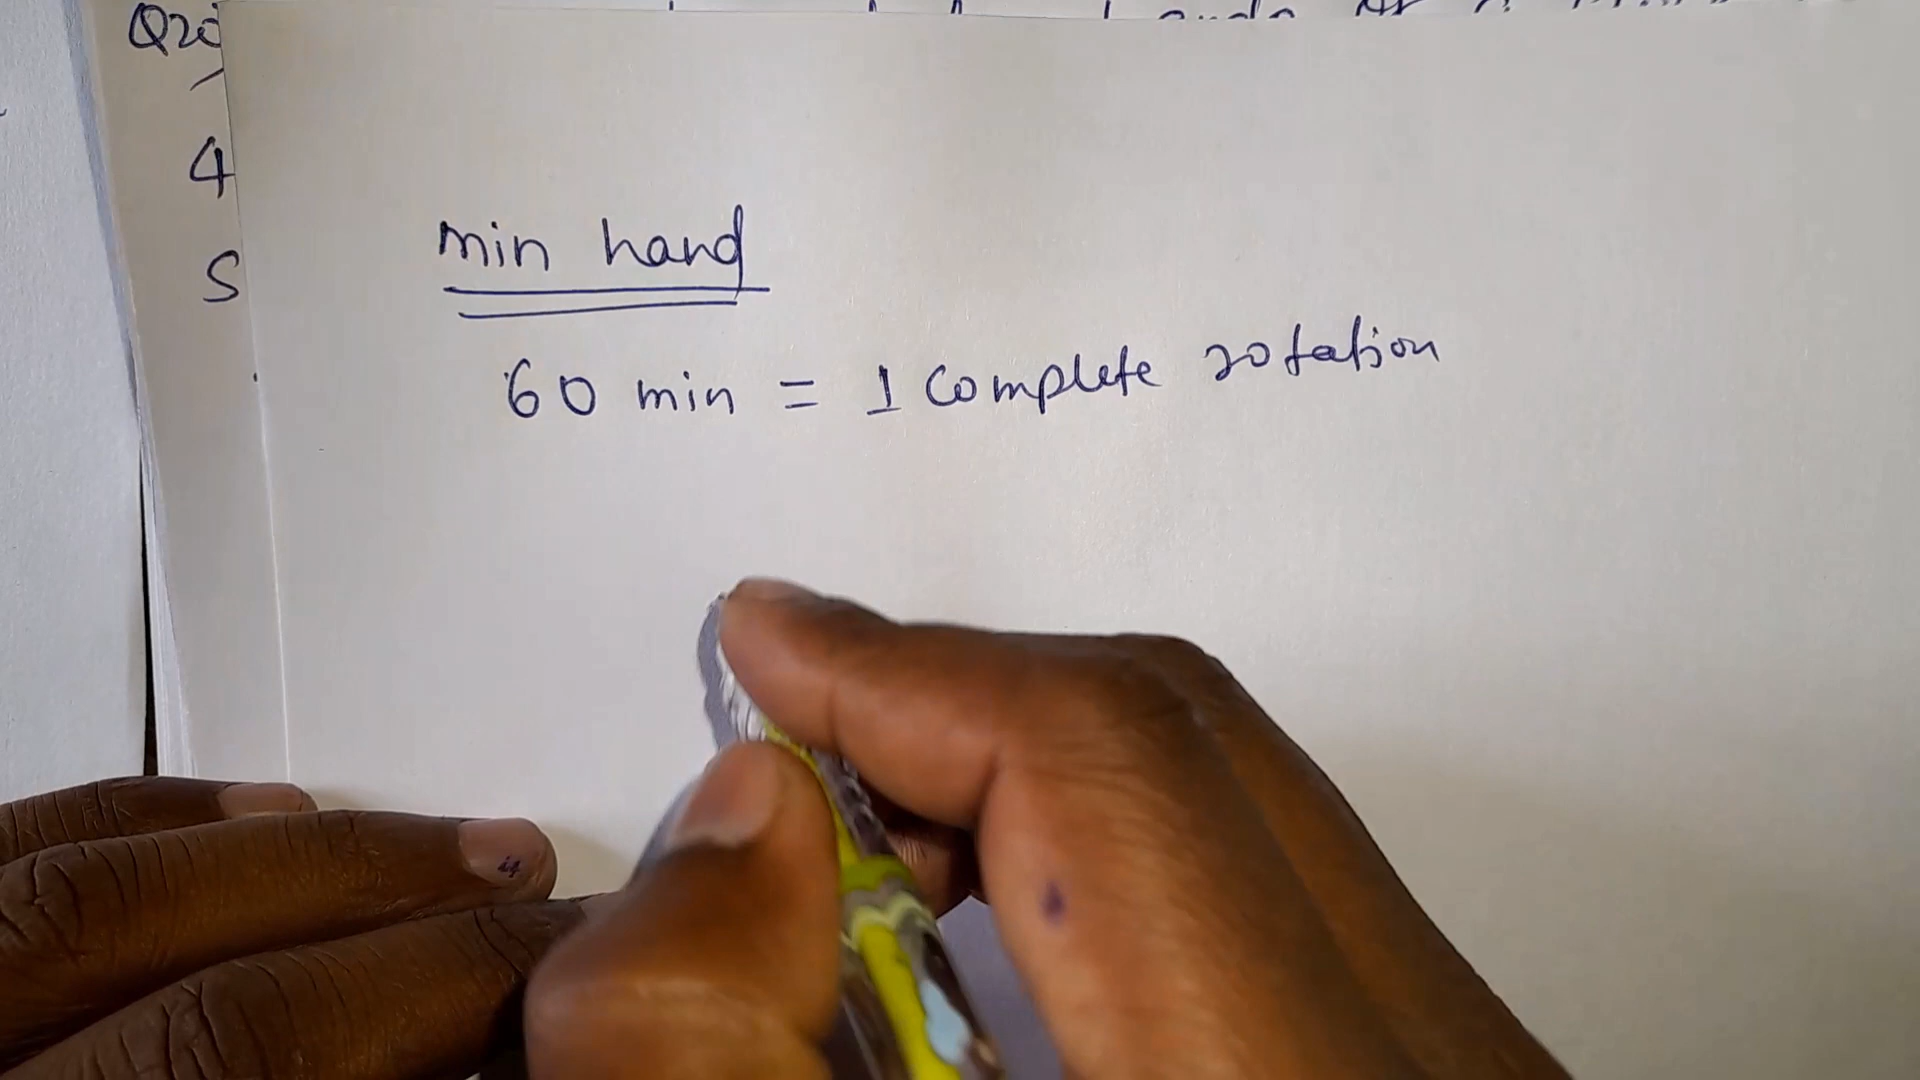 4
S
min hand
60 min = 1 complete rotation